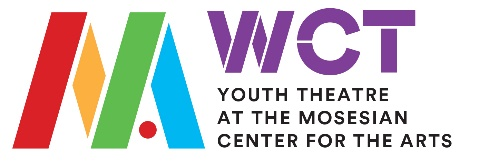 WCT
YOUTH THEATRE
AT THE MOSESIAN
CENTER FOR THE ARTS